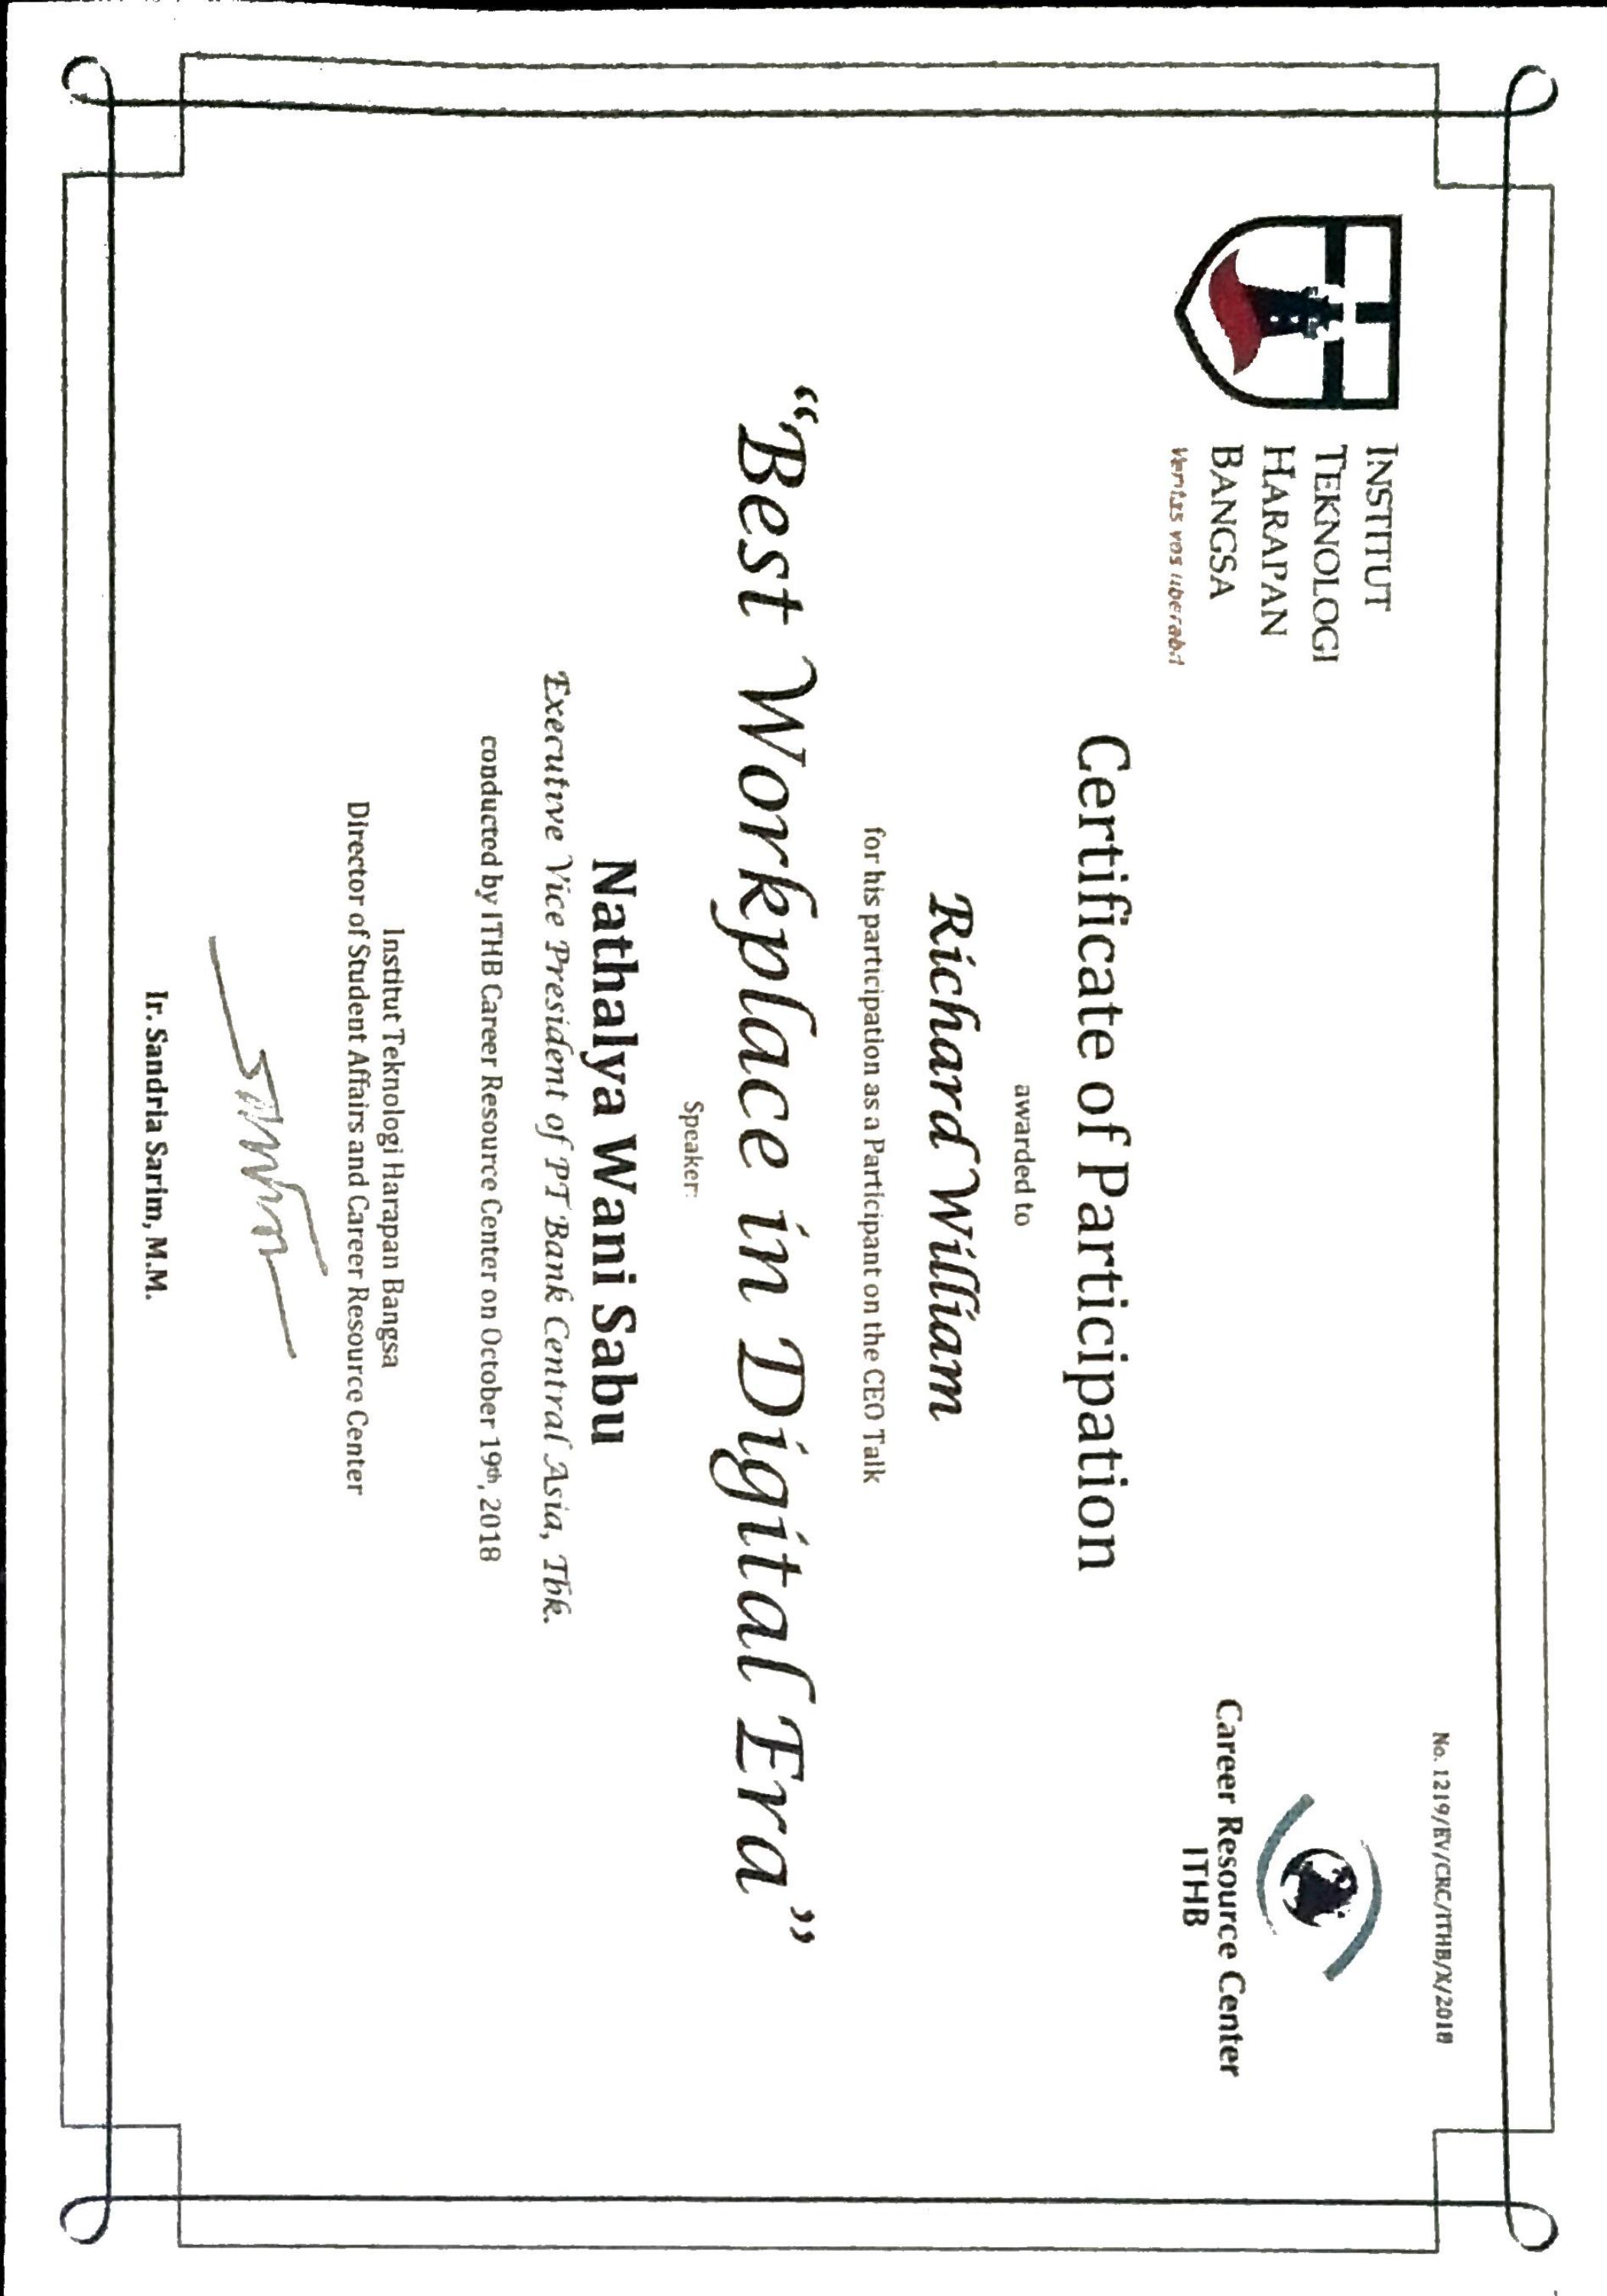 No. 1219/EV/CRC/ITHB/X/2018
INSTITUT
TEKNOLOGI
HARAPAN
BANGSA
Veritas vos liberabit
Career Resource Center
ITHB
Certificate of Participation
awarded to
Richard William
for his participation as a Participant on the CEO Talk
“Best Workplace in Digital Era”
Speaker:
Nathalya Wani Sabu
Executive Vice President of PT Bank Central Asia, Tbk.
conducted by ITHB Career Resource Center on October 19th, 2018
Institut Teknologi Harapan Bangsa
Director of Student Affairs and Career Resource Center
Ir. Sandria Sarim, M.M.